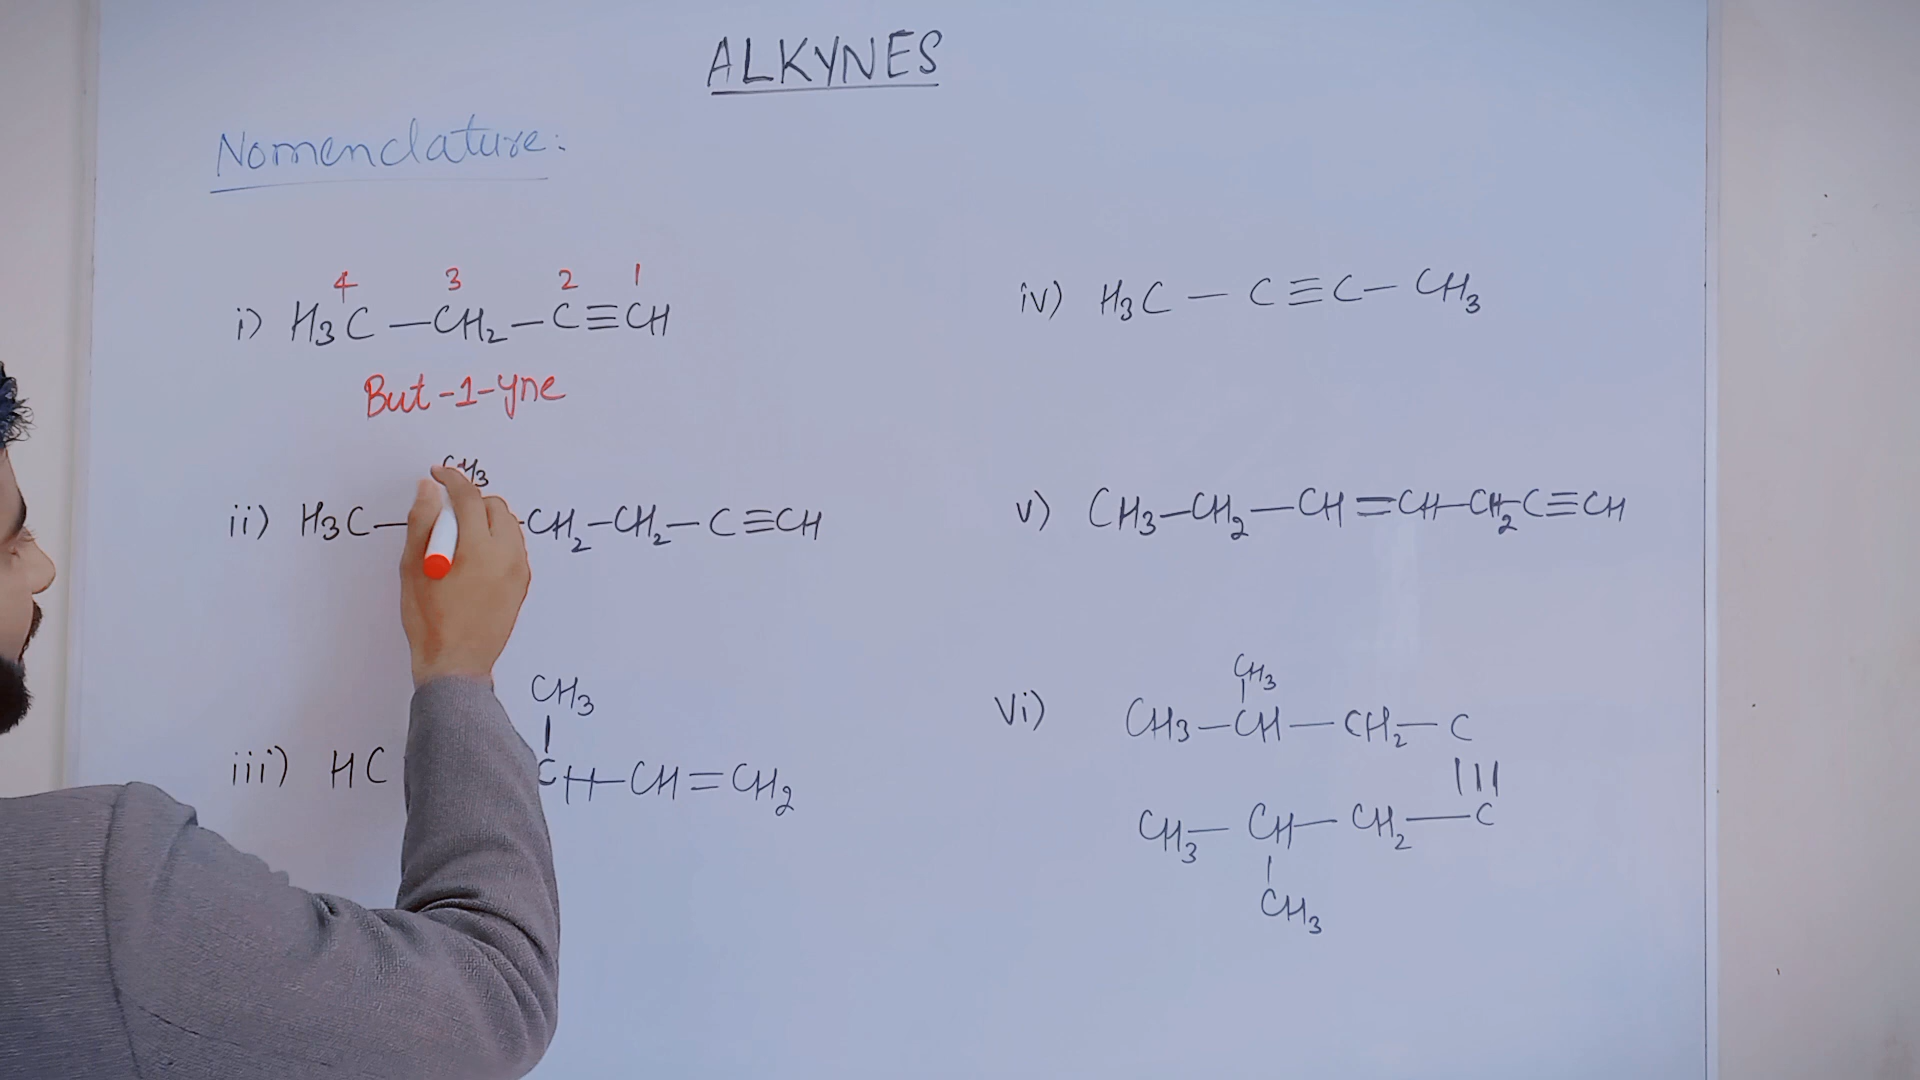 ALKYNES
Nomenclature:
4 3 2 1
i) H₃C — CH₂ — C≡CH
But-1-yne
CH₃
ii) H₃C— -CH₂-CH₂-C≡CH
CH₃
|
iii) HC CH—CH=CH₂
iv) H₃C — C≡C — CH₃
v) CH₃—CH₂—CH=CH—CH₂C≡CH
CH₃
|
vi) CH₃—CH—CH₂—C
|||
CH₃—CH—CH₂—C
|
CH₃